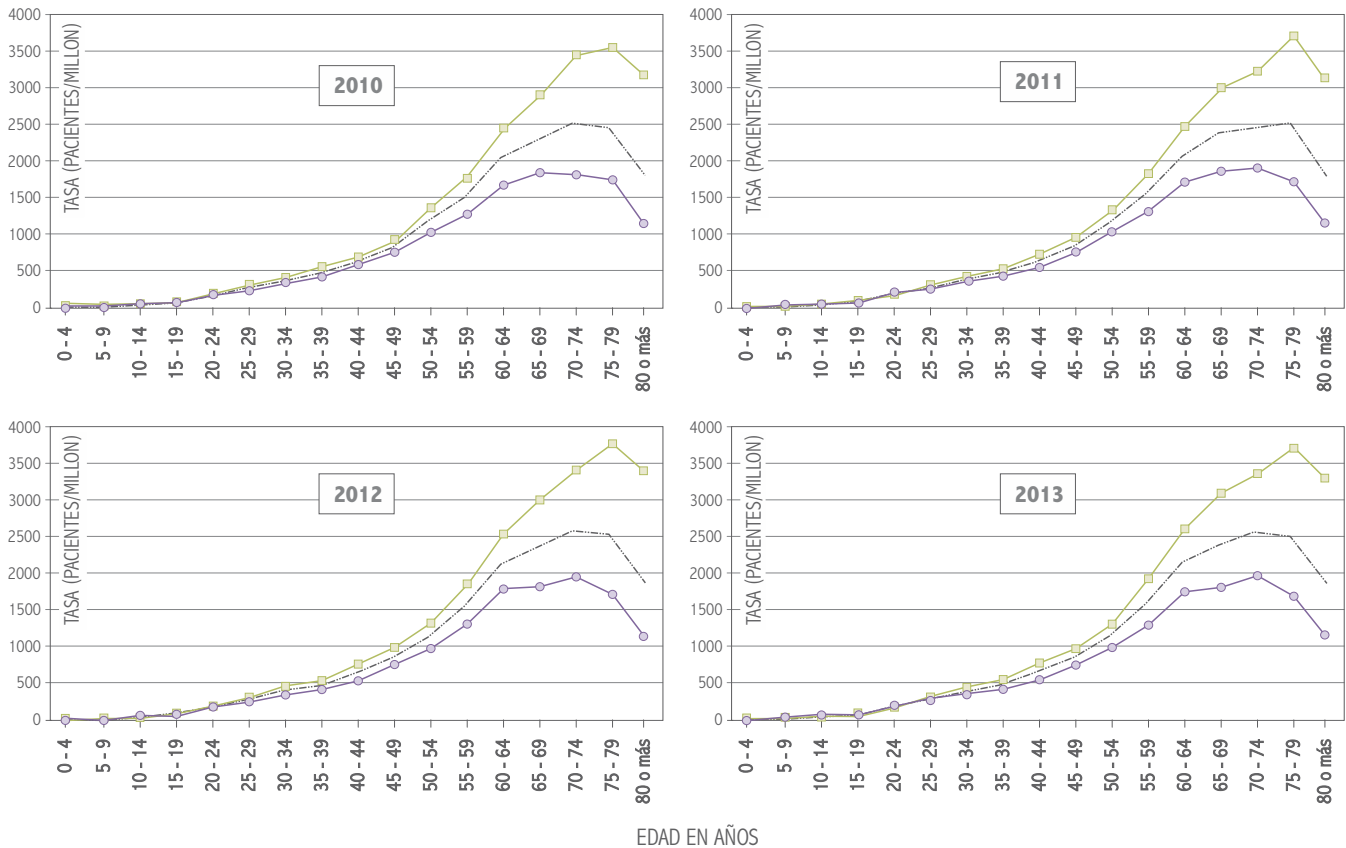 4000
3500
3000
2500
2000
1500
1000
500
0
TASA (PACIENTES/MILLON)
2010
0 - 4
5 - 9
10 - 14
15 - 19
20 - 24
25 - 29
30 - 34
35 - 39
40 - 44
45 - 49
50 - 54
55 - 59
60 - 64
65 - 69
70 - 74
75 - 79
80 o más
4000
3500
3000
2500
2000
1500
1000
500
0
TASA (PACIENTES/MILLON)
2011
0 - 4
5 - 9
10 - 14
15 - 19
20 - 24
25 - 29
30 - 34
35 - 39
40 - 44
45 - 49
50 - 54
55 - 59
60 - 64
65 - 69
70 - 74
75 - 79
80 o más
4000
3500
3000
2500
2000
1500
1000
500
0
TASA (PACIENTES/MILLON)
2012
0 - 4
5 - 9
10 - 14
15 - 19
20 - 24
25 - 29
30 - 34
35 - 39
40 - 44
45 - 49
50 - 54
55 - 59
60 - 64
65 - 69
70 - 74
75 - 79
80 o más
4000
3500
3000
2500
2000
1500
1000
500
0
TASA (PACIENTES/MILLON)
2013
0 - 4
5 - 9
10 - 14
15 - 19
20 - 24
25 - 29
30 - 34
35 - 39
40 - 44
45 - 49
50 - 54
55 - 59
60 - 64
65 - 69
70 - 74
75 - 79
80 o más
EDAD EN AÑOS